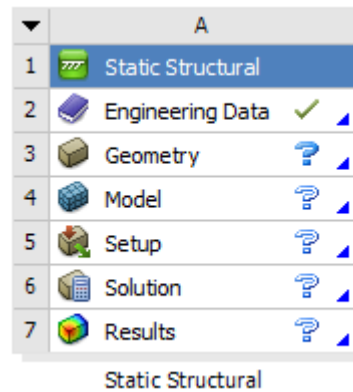 A
1 Static Structural
2 Engineering Data
3 Geometry ?
4 Model ?
5 Setup ?
6 Solution ?
7 Results ?
Static Structural